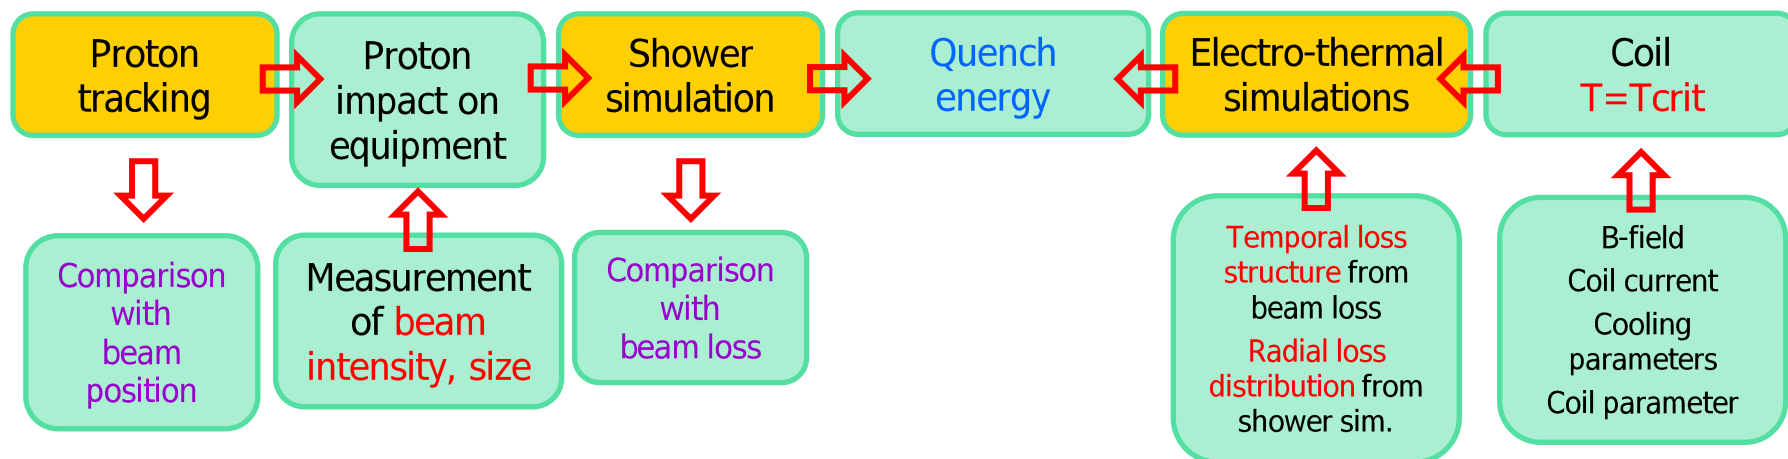 Proton
tracking
Proton
impact on
equipment
Shower
simulation
Quench
energy
Electro-thermal
simulations
Coil
T=Tcrit
Comparison
with
beam
position
Measurement
of beam
intensity, size
Comparison
with
beam loss
Temporal loss
structure from
beam loss
Radial loss
distribution from
shower sim.
B-field
Coil current
Cooling
parameters
Coil parameter